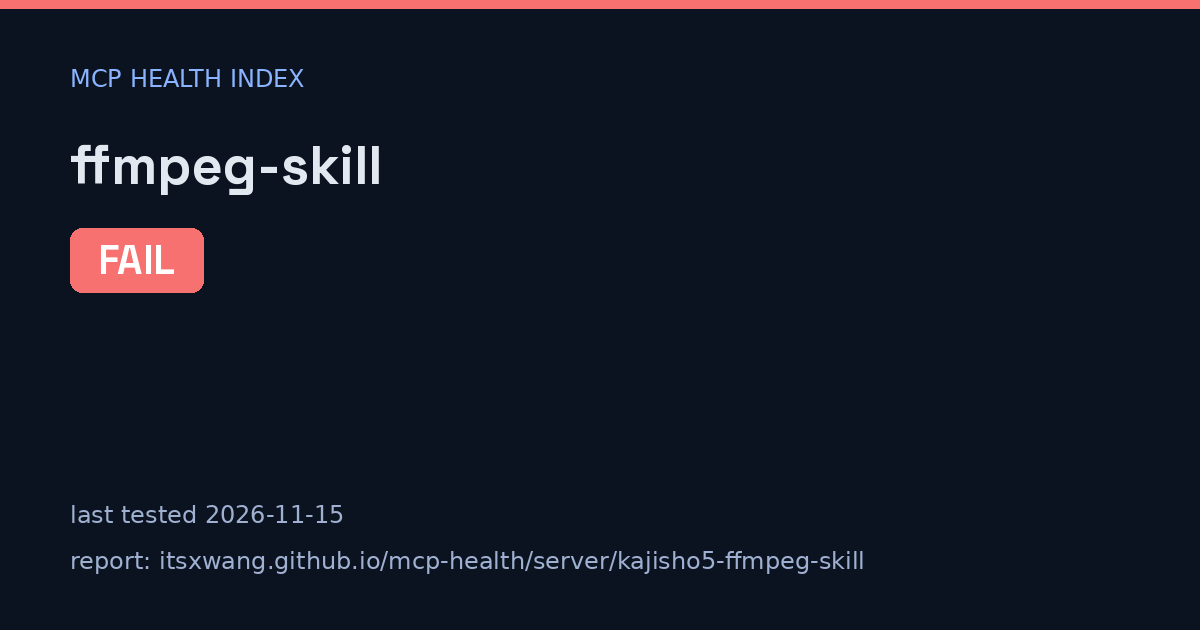 MCP HEALTH INDEX
ffmpeg-skill
FAIL
last tested 2026-11-15
report: itsxwang.github.io/mcp-health/server/kajisho5-ffmpeg-skill